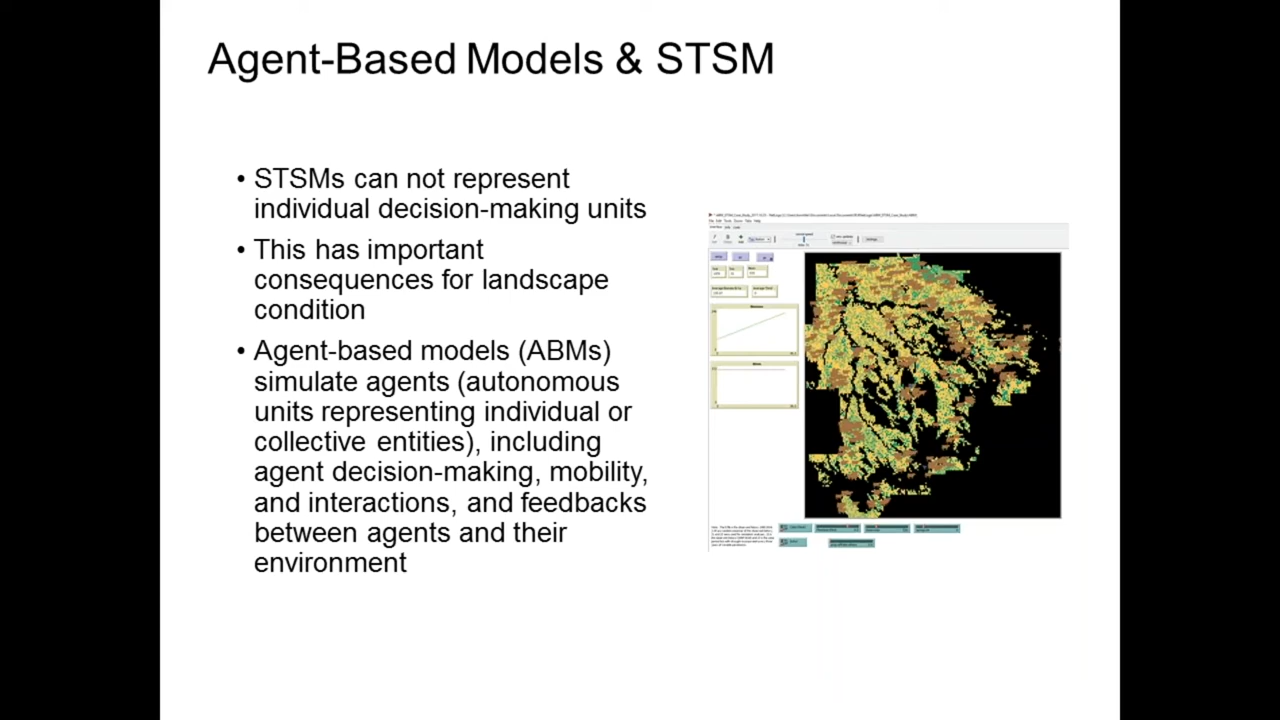 Agent-Based Models & STSM
• STSMs can not represent
individual decision-making units
• This has important
consequences for landscape
condition
• Agent-based models (ABMs)
simulate agents (autonomous
units representing individual or
collective entities), including
agent decision-making, mobility,
and interactions, and feedbacks
between agents and their
environment